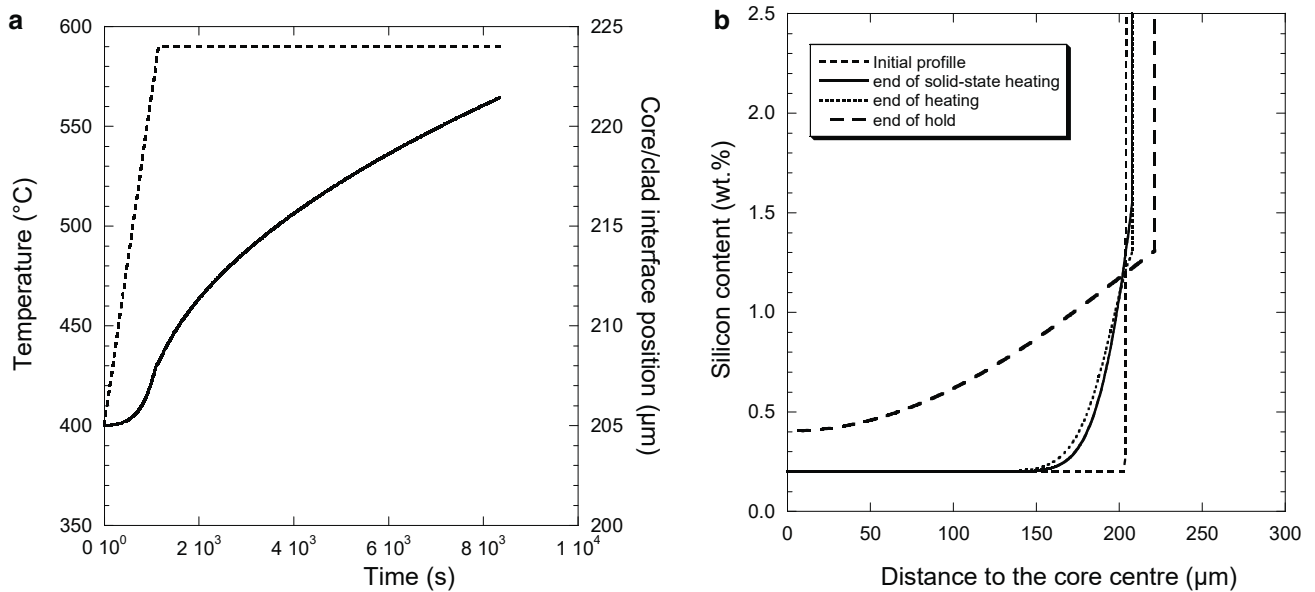 a
600
550
500
450
400
350
Temperature (°C)
225
220
215
210
205
200
Core/clad interface position (µm)
0 10⁰
2 10³
4 10³
6 10³
8 10³
1 10⁴
Time (s)
b
2.5
2.0
1.5
1.0
0.5
0.0
Silicon content (wt.%)
Initial profille
end of solid-state heating
end of heating
end of hold
0
50
100
150
200
250
300
Distance to the core centre (µm)